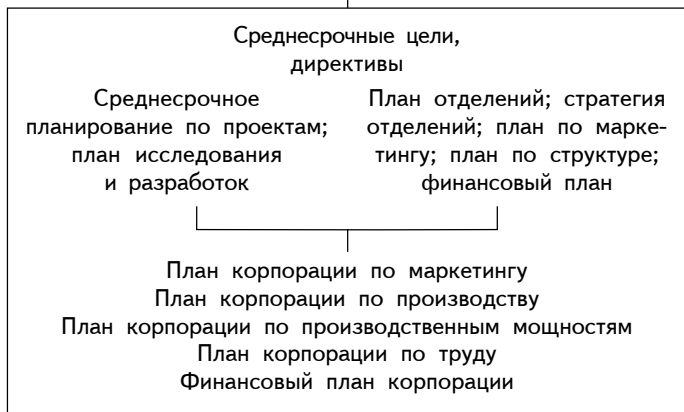 Среднесрочные цели,
директивы
Среднесрочное
планирование по проектам;
план исследования
и разработок
План отделений; стратегия
отделений; план по марке-
тингу; план по структуре;
финансовый план
План корпорации по маркетингу
План корпорации по производству
План корпорации по производственным мощностям
План корпорации по труду
Финансовый план корпорации